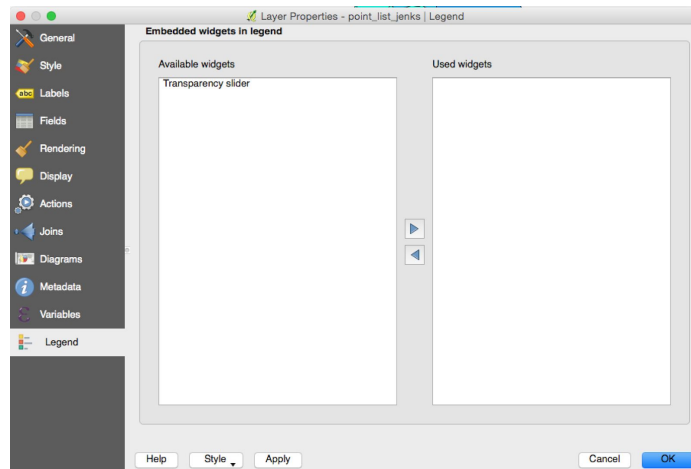 Layer Properties - point_list_jenks | Legend
General
Style
abc Labels
Fields
Rendering
Display
Actions
Joins
Diagrams
Metadata
Variables
Legend
Embedded widgets in legend
Available widgets
Transparency slider
Used widgets
Help Style Apply Cancel OK